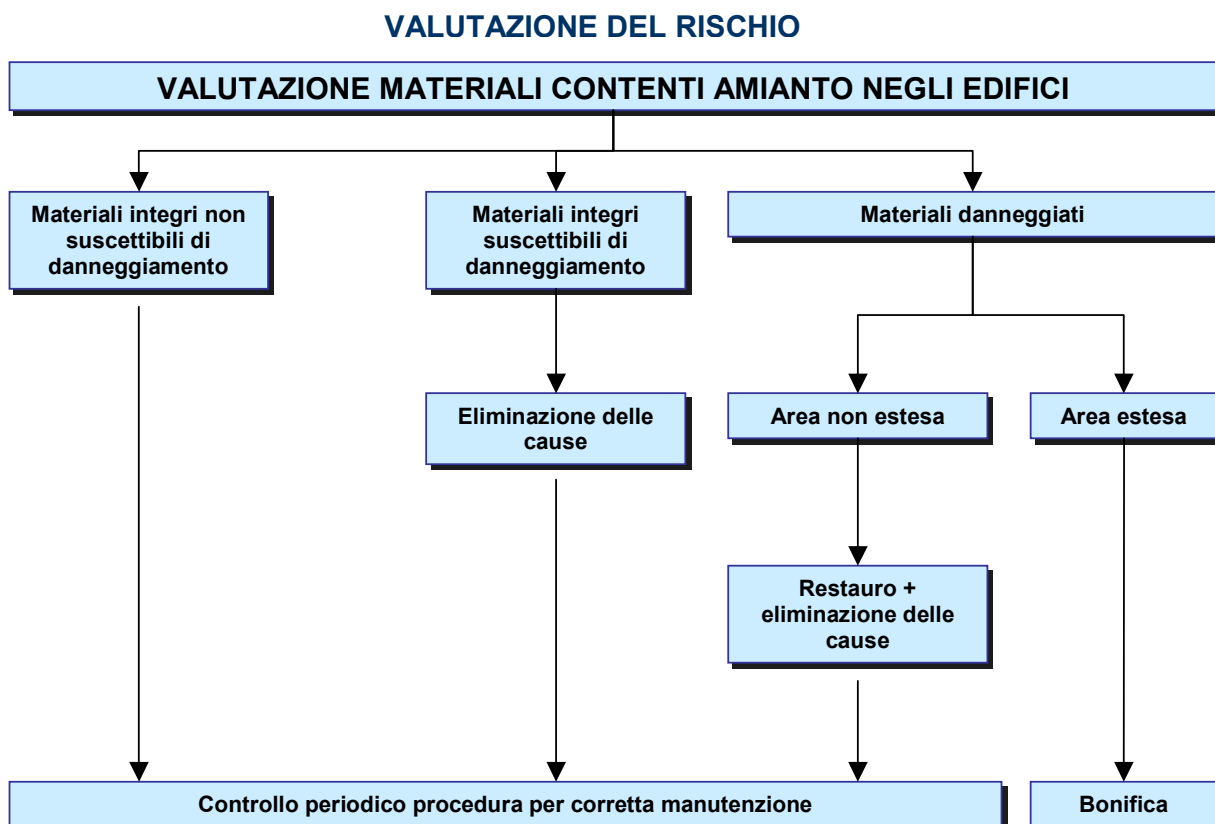 VALUTAZIONE DEL RISCHIO
VALUTAZIONE MATERIALI CONTENTI AMIANTO NEGLI EDIFICI
Materiali integri non
suscettibili di
danneggiamento
Materiali integri
suscettibili di
danneggiamento
Materiali danneggiati
Eliminazione delle
cause
Area non estesa
Area estesa
Restauro +
eliminazione delle
cause
Controllo periodico procedura per corretta manutenzione
Bonifica